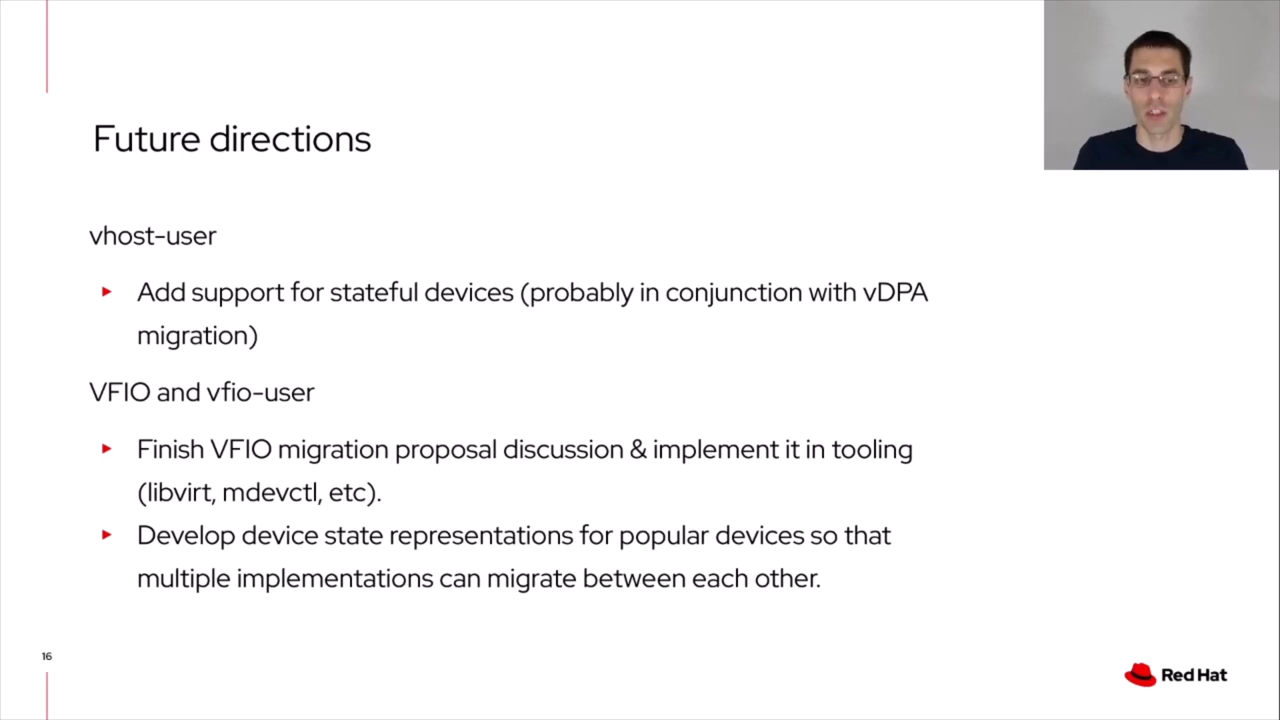 Future directions
vhost-user
Add support for stateful devices (probably in conjunction with vDPA
migration)
VFIO and vfio-user
Finish VFIO migration proposal discussion & implement it in tooling
(libvirt, mdevctl, etc).
Develop device state representations for popular devices so that
multiple implementations can migrate between each other.
16
Red Hat